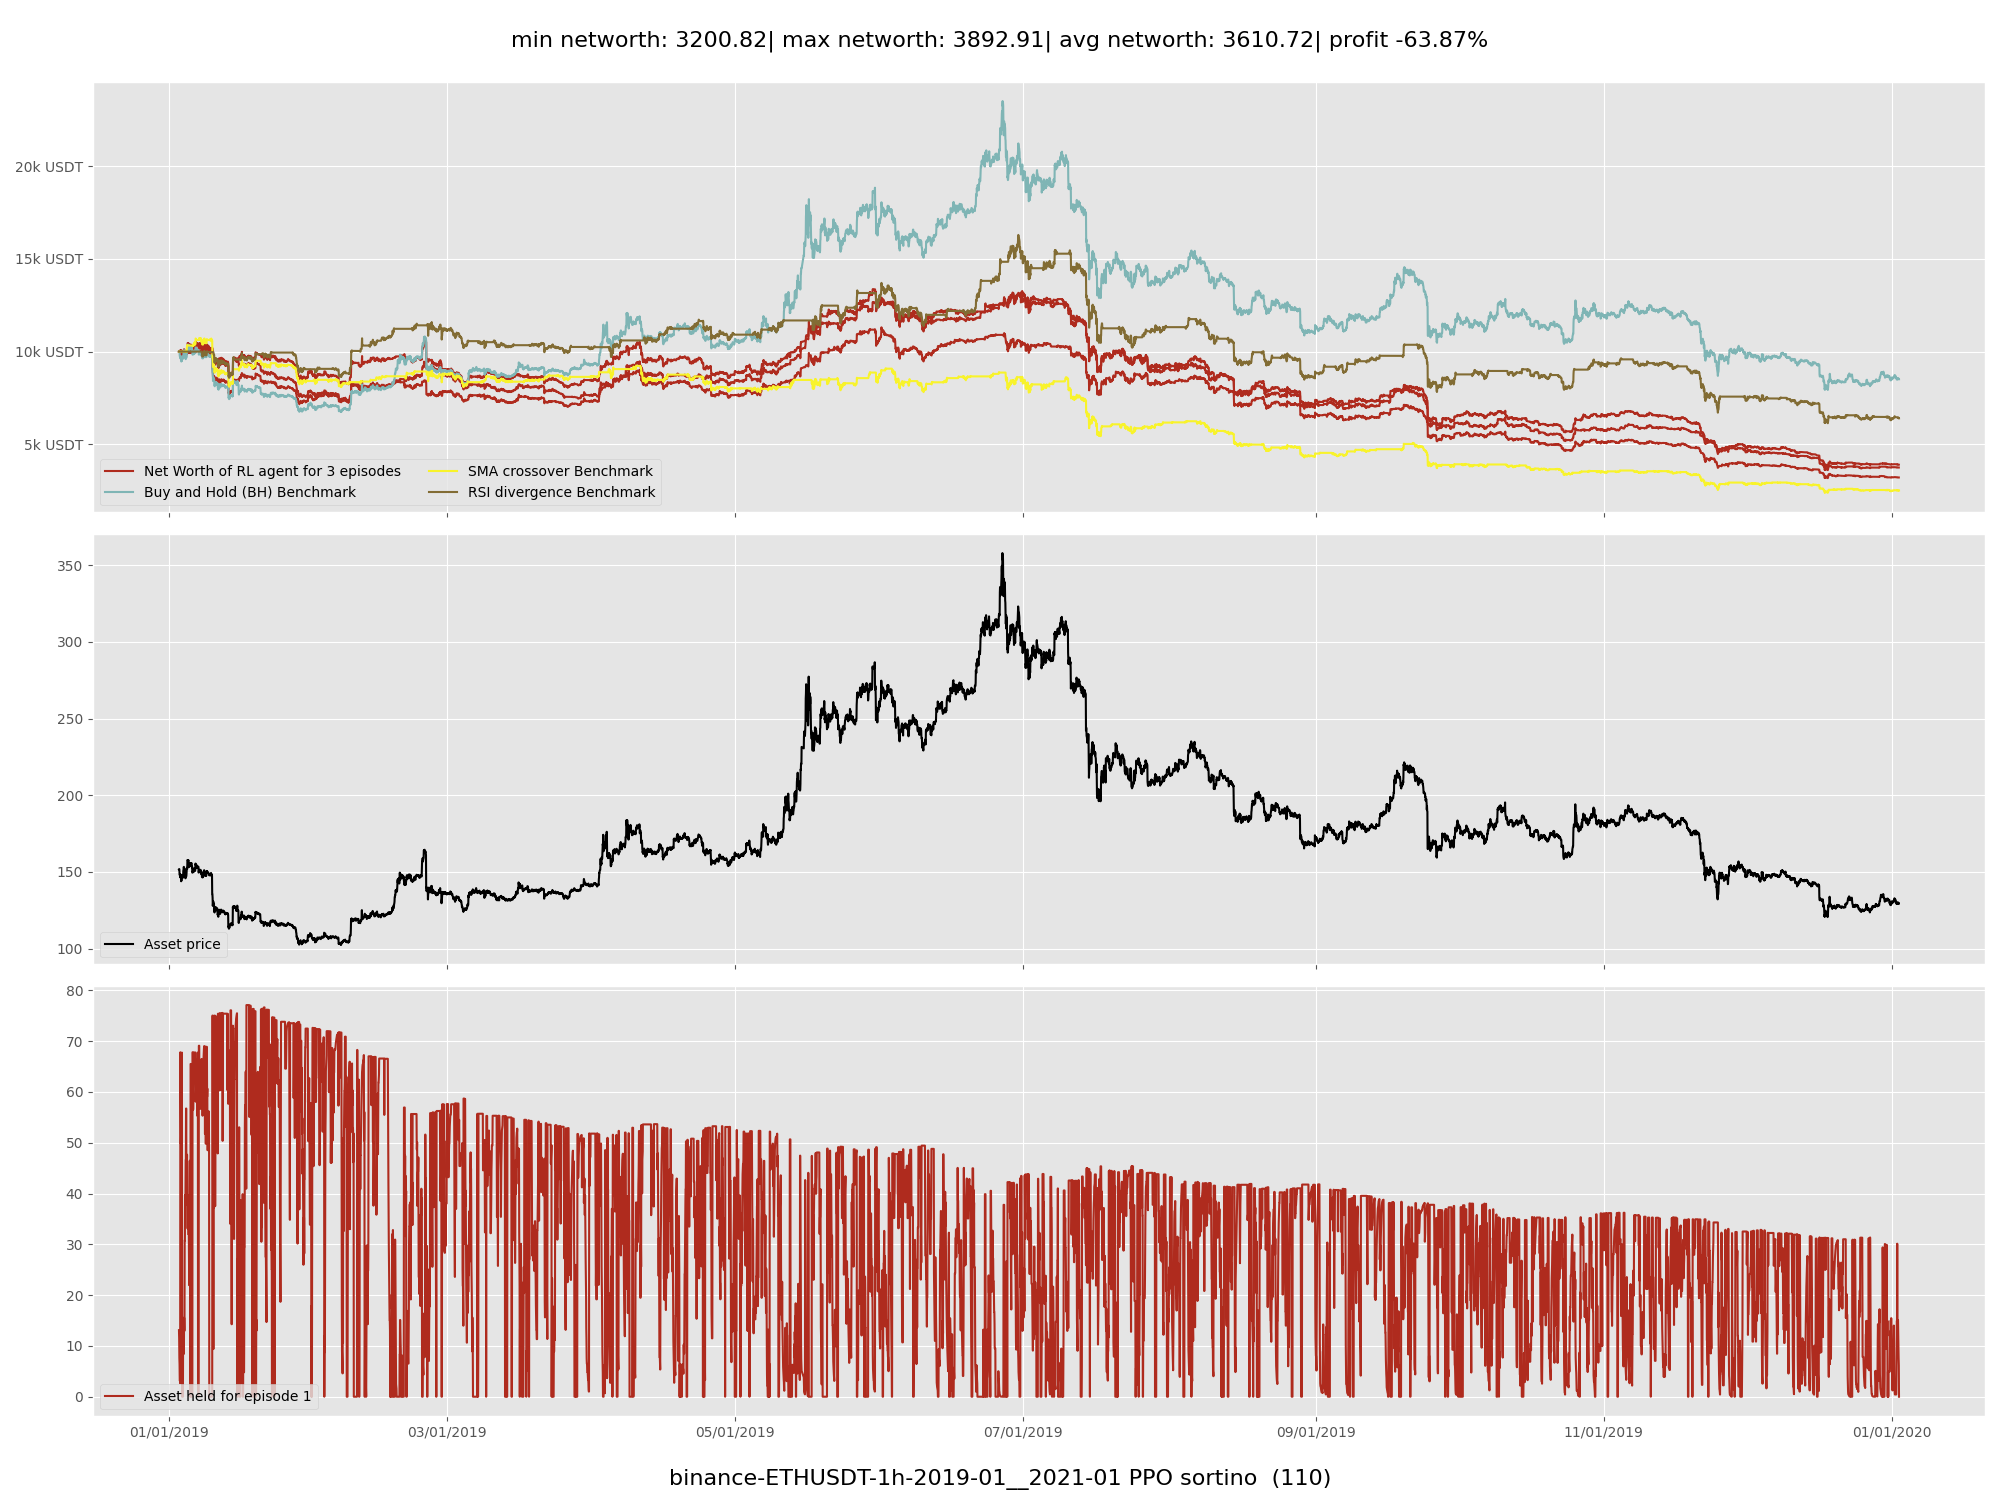 min networth: 3200.82| max networth: 3892.91| avg networth: 3610.72| profit -63.87%
20k USDT
15k USDT
10k USDT
5k USDT
Net Worth of RL agent for 3 episodes
Buy and Hold (BH) Benchmark
SMA crossover Benchmark
RSI divergence Benchmark
350
300
250
200
150
100
Asset price
80
70
60
50
40
30
20
10
0
Asset held for episode 1
01/01/2019 03/01/2019 05/01/2019 07/01/2019 09/01/2019 11/01/2019 01/01/2020
binance-ETHUSDT-1h-2019-01__2021-01 PPO sortino (110)